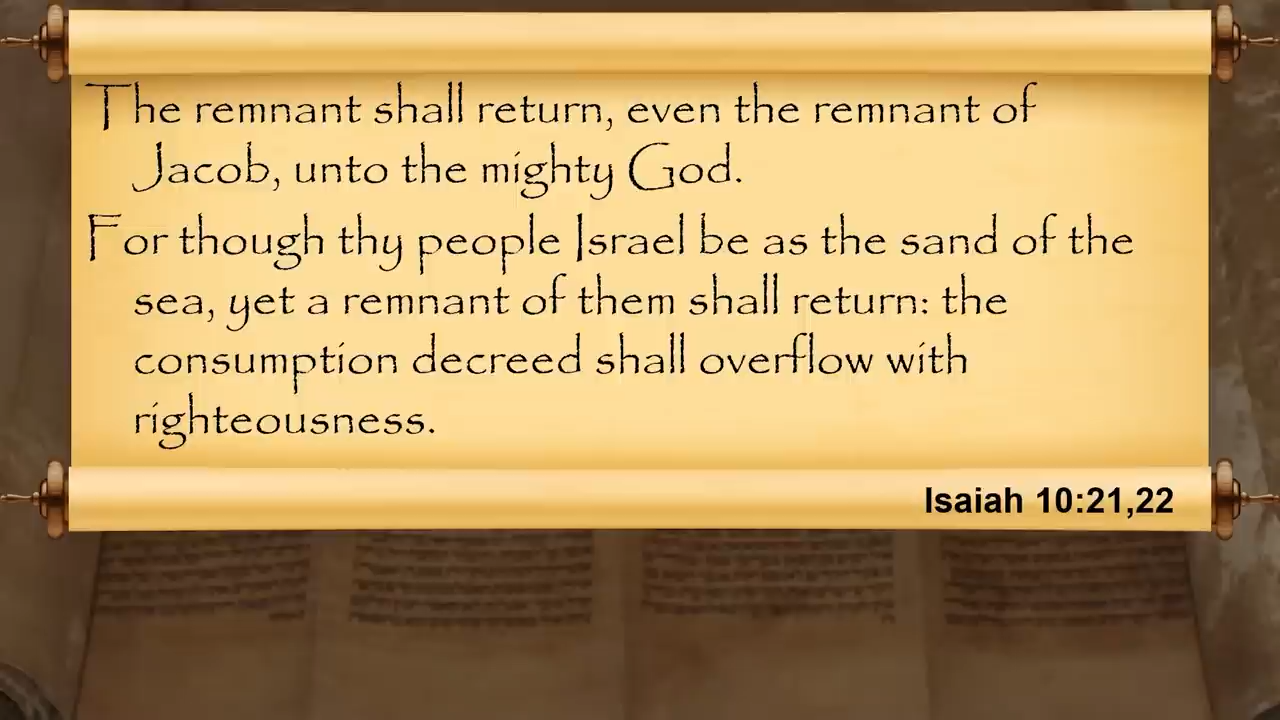 The remnant shall return, even the remnant of
Jacob, unto the mighty God.
For though thy people Israel be as the sand of the
sea, yet a remnant of them shall return: the
consumption decreed shall overflow with
righteousness.
Isaiah 10:21,22